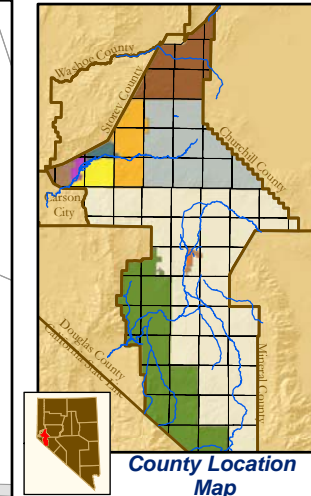 Washoe County
Storey County
Churchill County
Carson
City
Douglas County
California State Line
Mineral County
County Location
Map